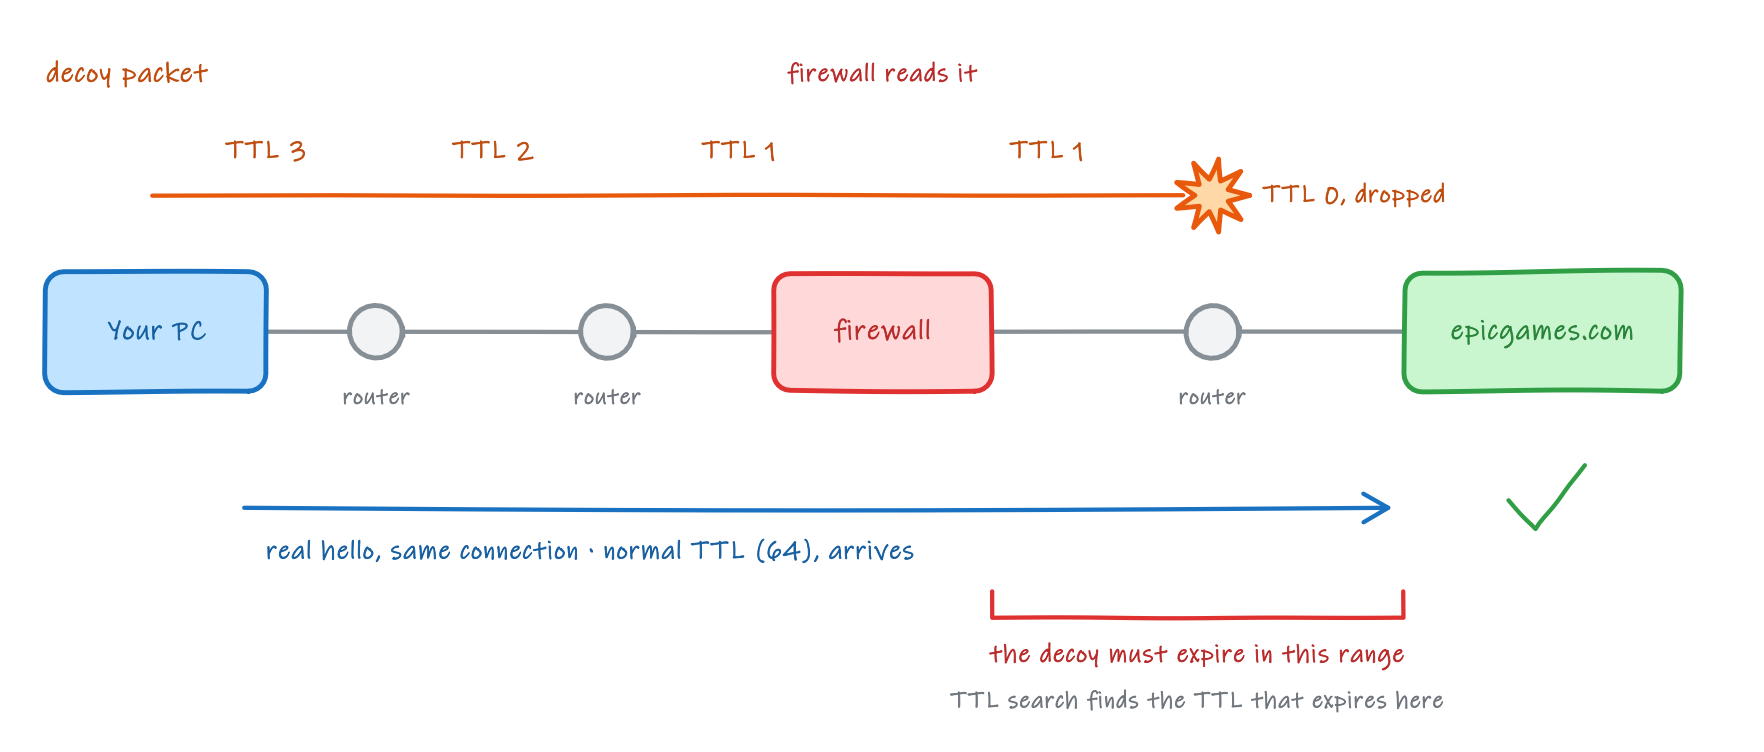 decoy packet
firewall reads it
TTL 3
TTL 2
TTL 1
TTL 1
TTL 0, dropped
Your PC
firewall
epicgames.com
router
router
router
real hello, same connection · normal TTL (64), arrives
the decoy must expire in this range
TTL search finds the TTL that expires here